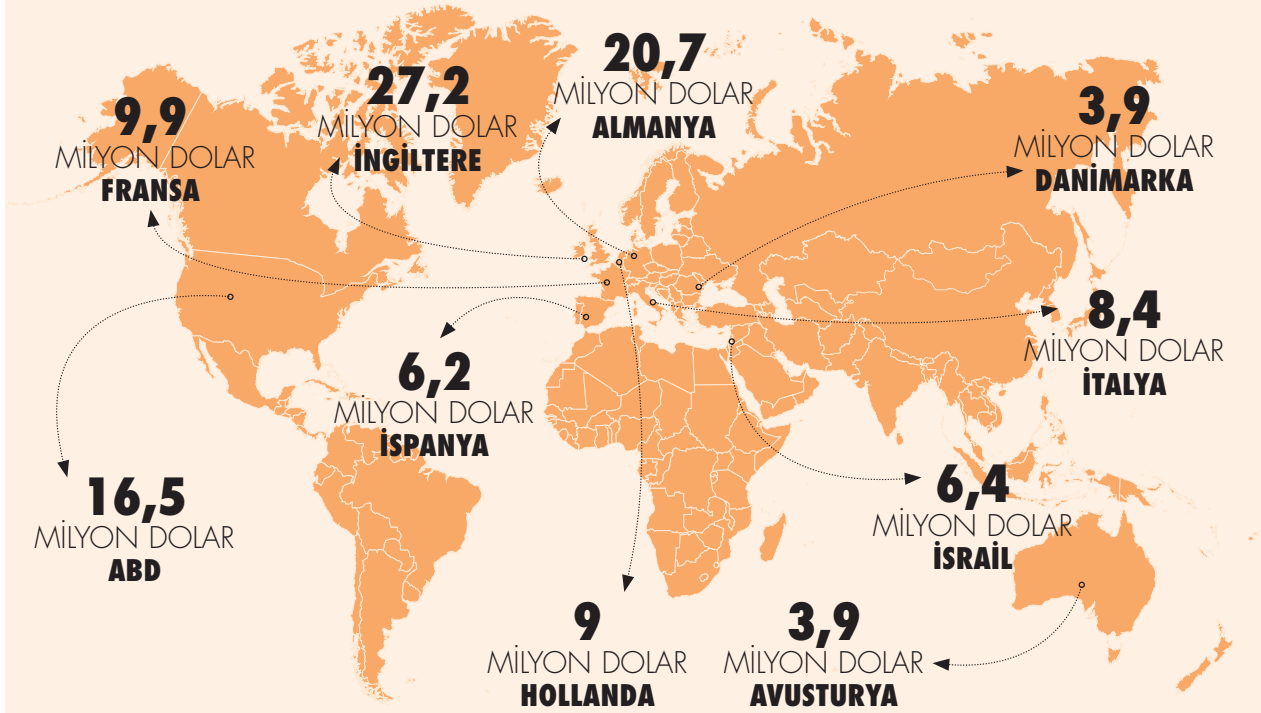 20,7
MİLYON DOLAR
ALMANYA
27,2
MİLYON DOLAR
İNGİLTERE
9,9
MİLYON DOLAR
FRANSA
3,9
MİLYON DOLAR
DANİMARKA
8,4
MİLYON DOLAR
İTALYA
6,2
MİLYON DOLAR
İSPANYA
16,5
MİLYON DOLAR
ABD
6,4
MİLYON DOLAR
İSRAİL
9
MİLYON DOLAR
HOLLANDA
3,9
MİLYON DOLAR
AVUSTURYA